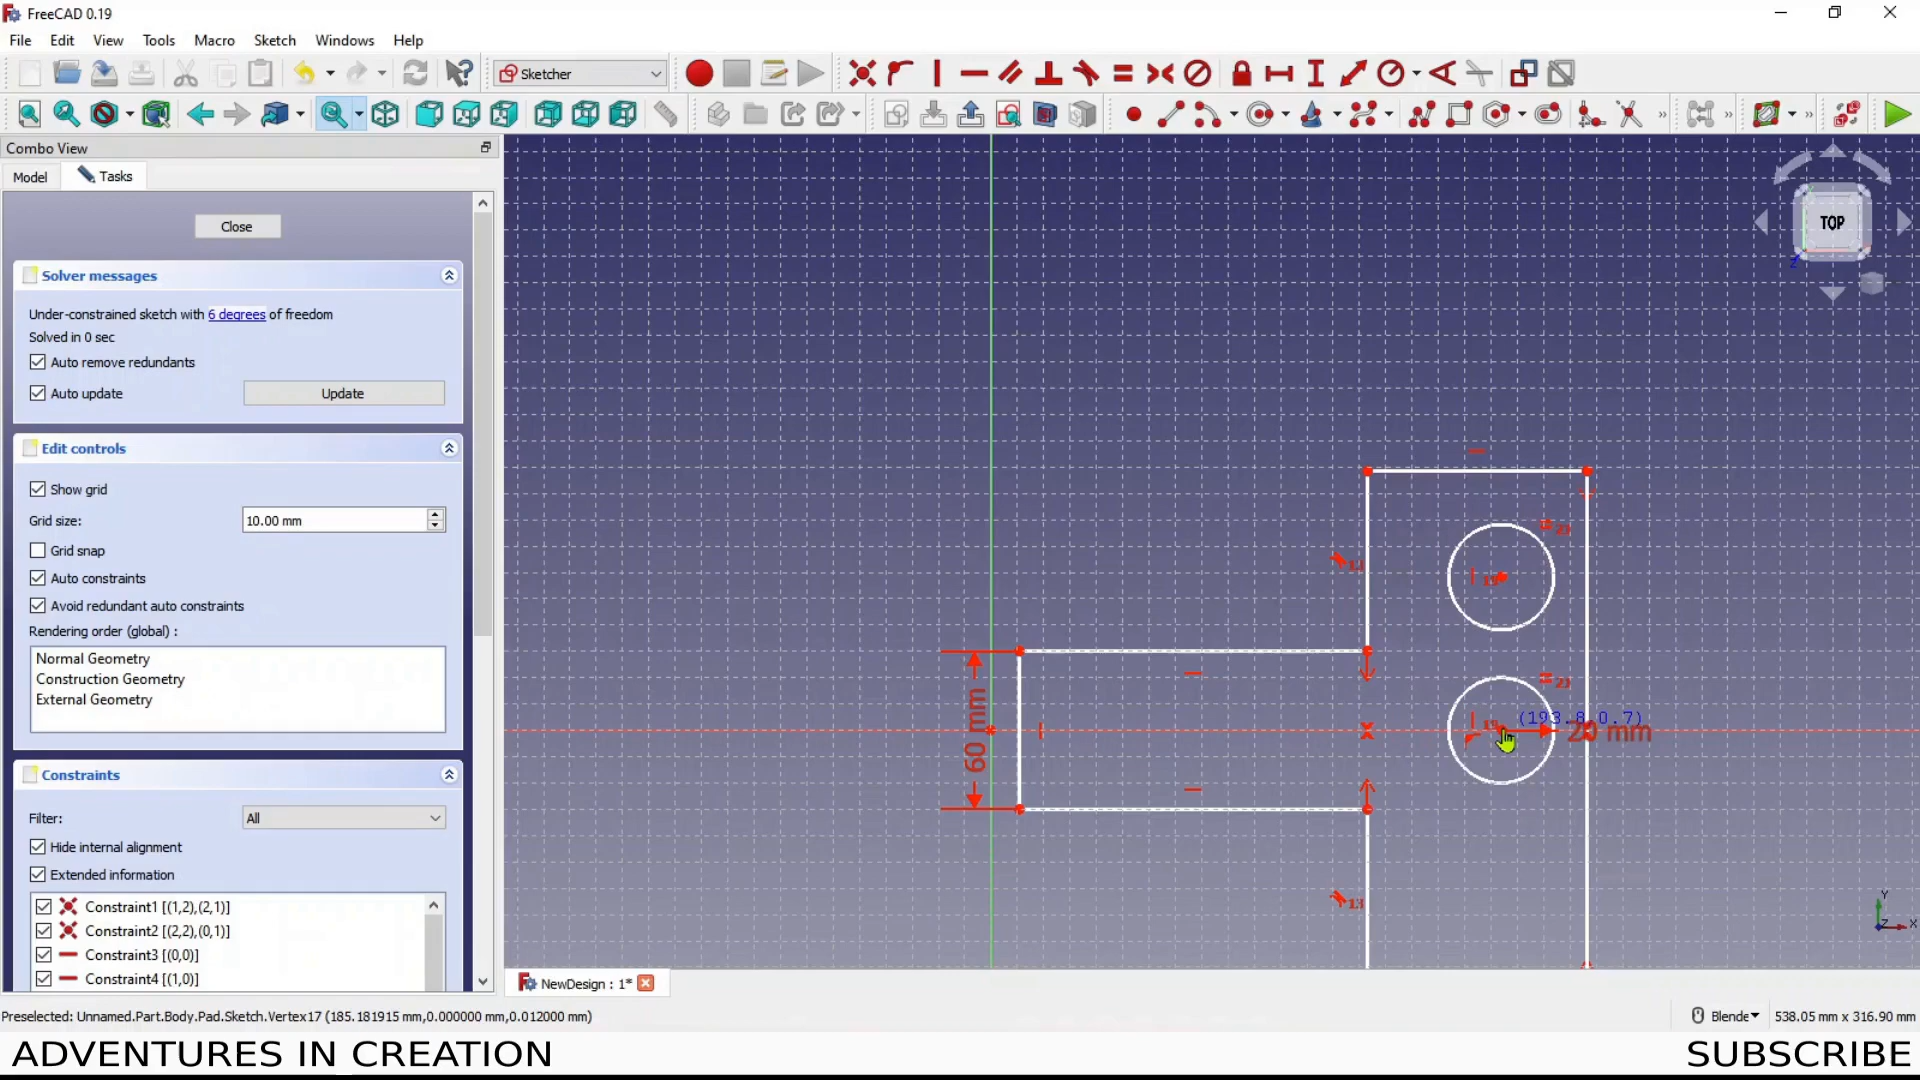 FreeCAD 0.19
File Edit View Tools Macro Sketch Windows Help
Sketcher
Combo View
Model Tasks
Close
Solver messages
Under-constrained sketch with 6 degrees of freedom
Solved in 0 sec
Auto remove redundants
Auto update Update
Edit controls
Show grid
Grid size: 10.00 mm
Grid snap
Auto constraints
Avoid redundant auto constraints
Rendering order (global) :
Normal Geometry
Construction Geometry
External Geometry
Constraints
Filter: All
Hide internal alignment
Extended information
Constraint1 [(1,2),(2,1)]
Constraint2 [(2,2),(0,1)]
Constraint3 [(0,0)]
Constraint4 [(1,0)]
TOP
Z
60 mm
20 mm
13
19
Y
Z X
NewDesign : 1*
Preselected: Unnamed.Part.Body.Pad.Sketch.Vertex17 (185.181915 mm,0.000000 mm,0.012000 mm)
Blende 538.05 mm x 316.90 mm
ADVENTURES IN CREATION SUBSCRIBE